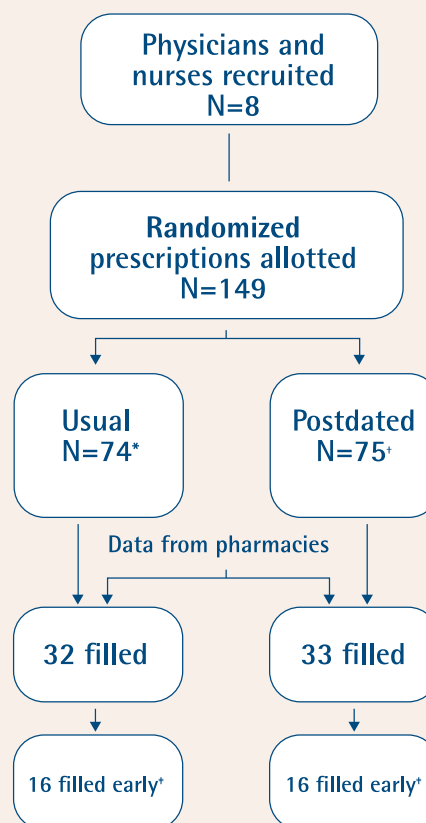 Physicians and
nurses recruited
N=8
Randomized
prescriptions allotted
N=149
Usual
N=74*
Postdated
N=75†
Data from pharmacies
32 filled
33 filled
16 filled early†
16 filled early†